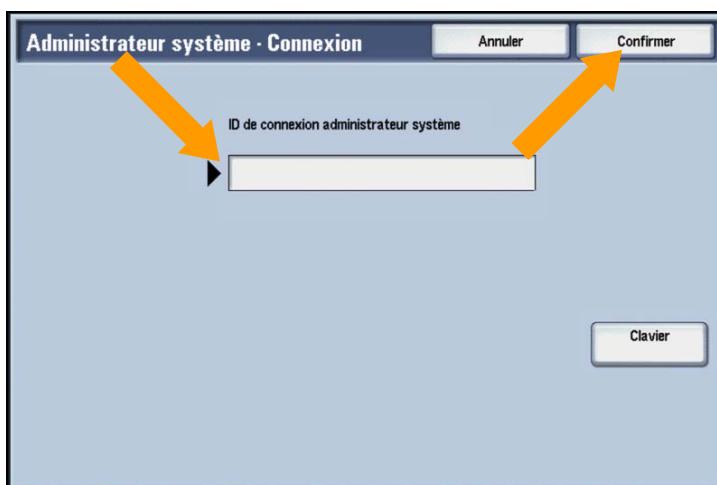 Administrateur système · Connexion
Annuler
Confirmer
ID de connexion administrateur système
Clavier